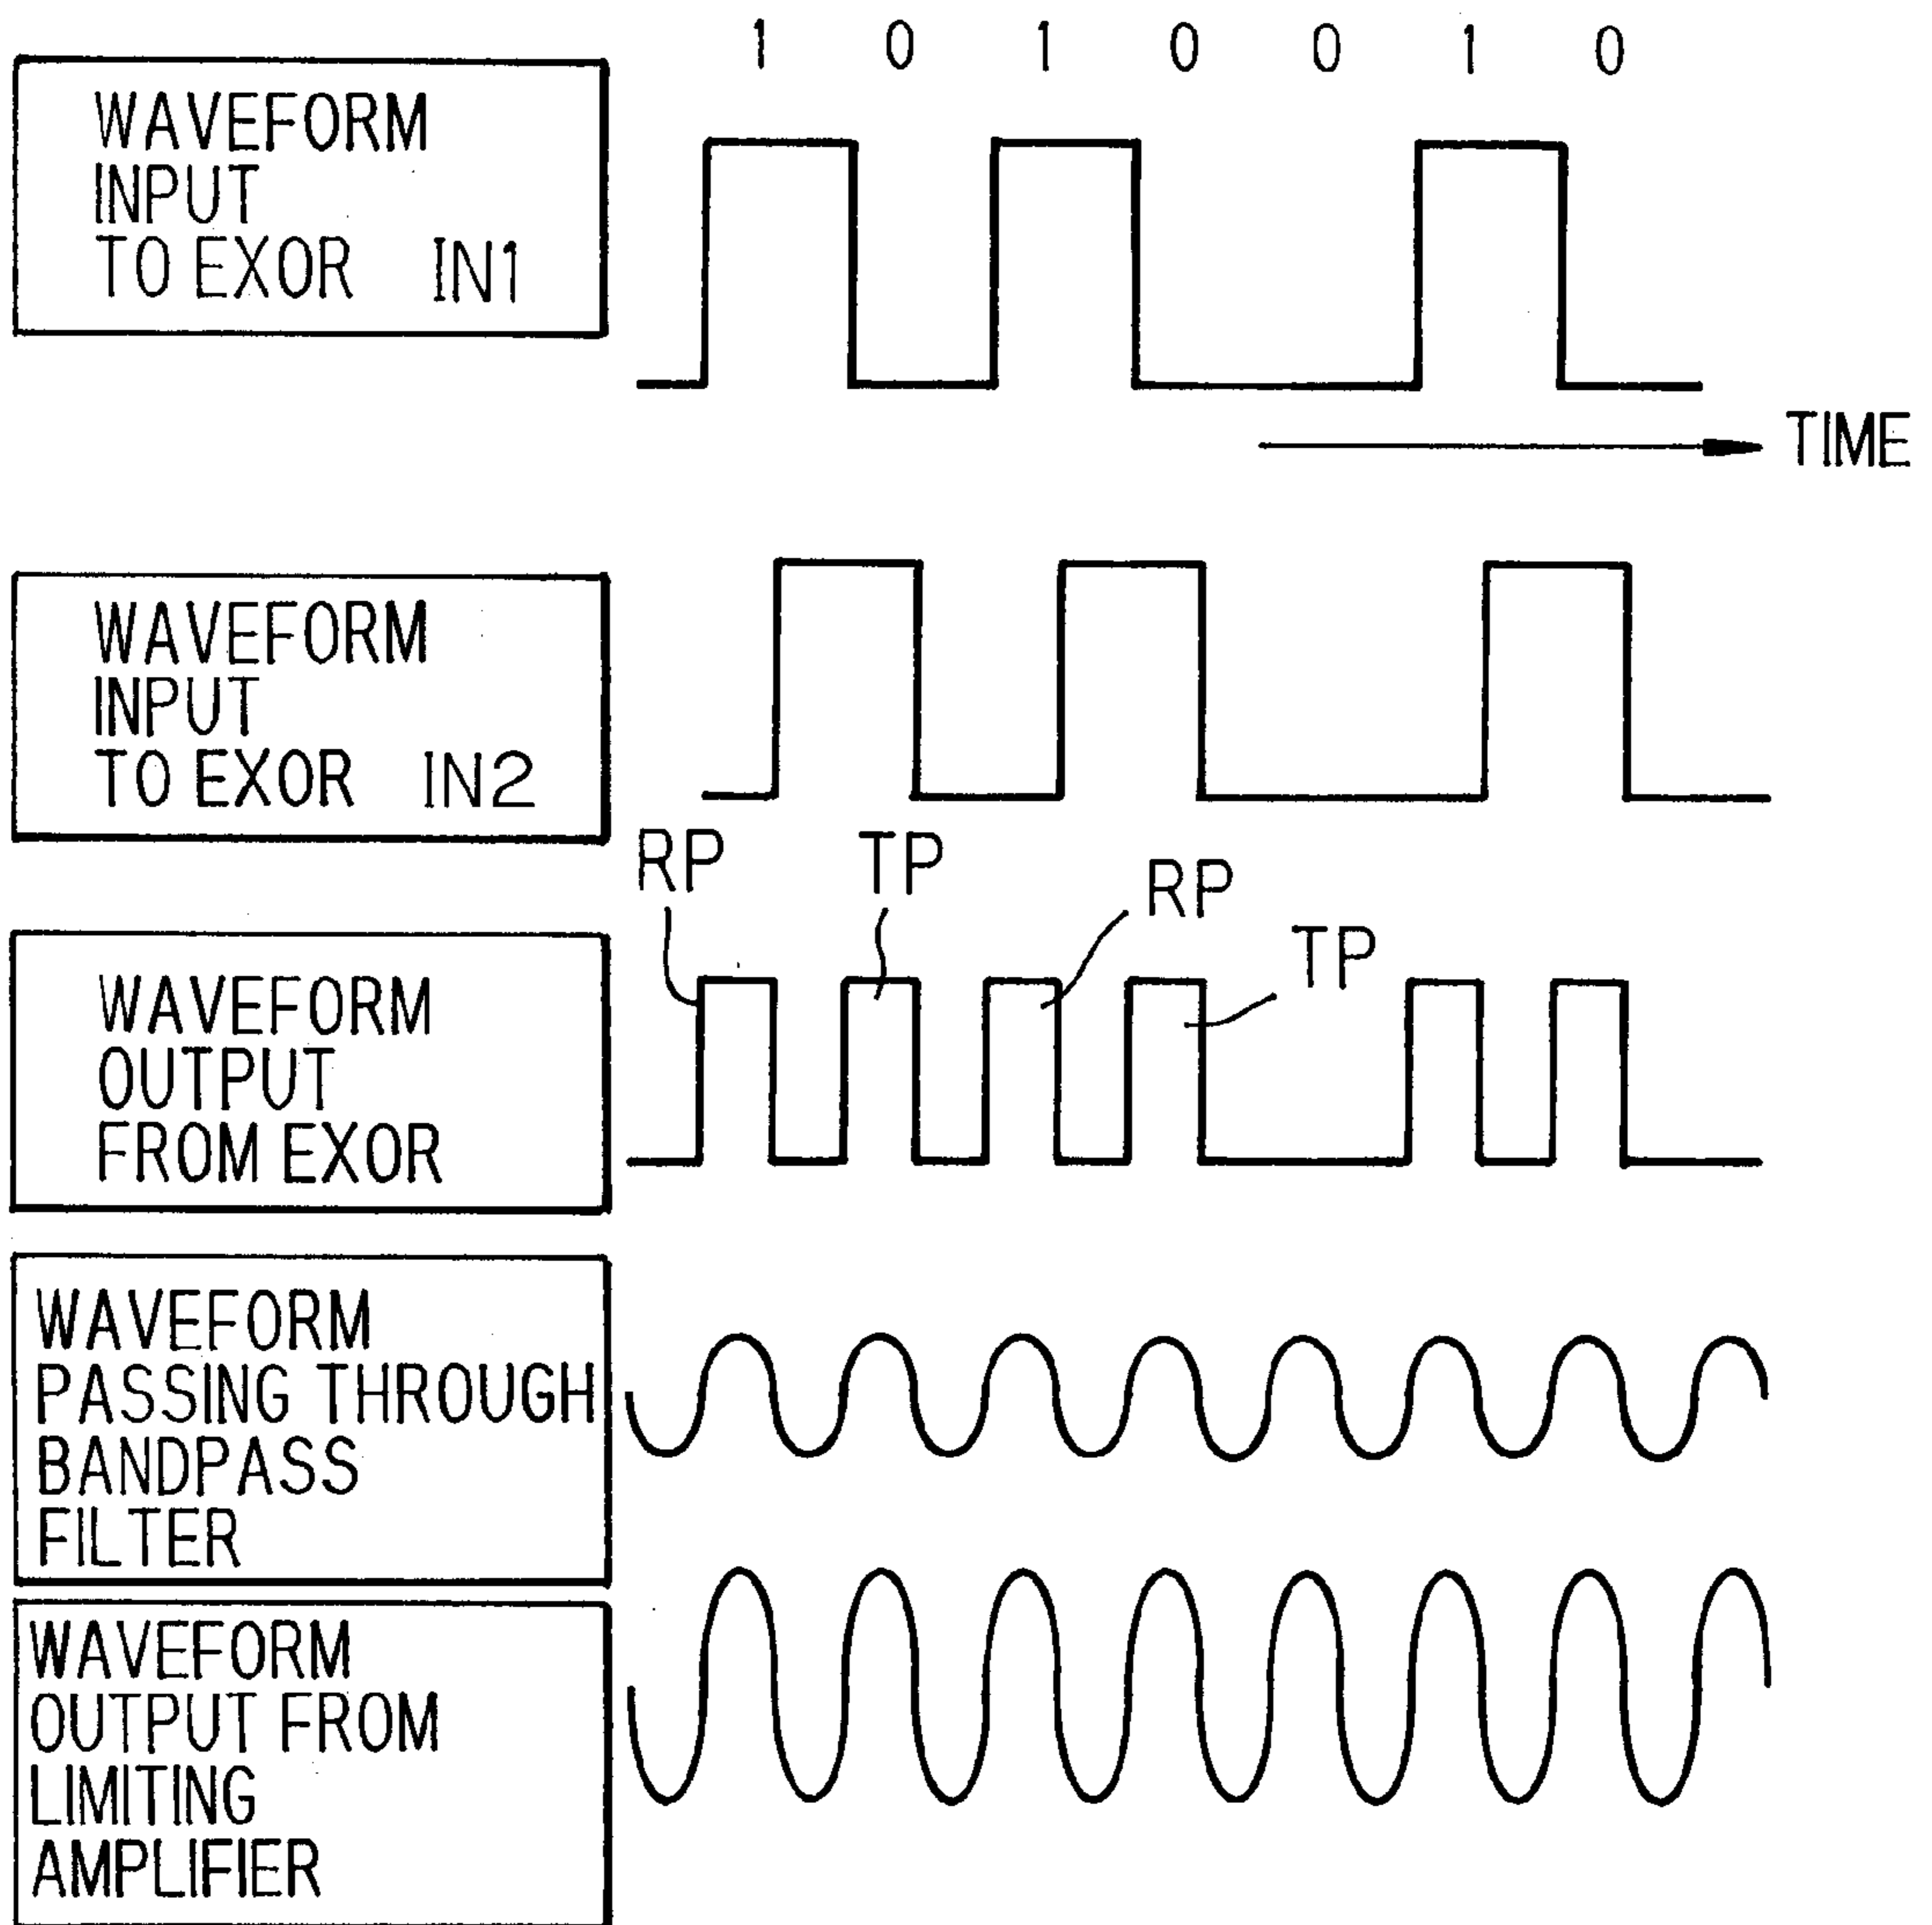 1 0 1 0 0 1 0
WAVEFORM
INPUT
TO EXOR IN1
TIME
WAVEFORM
INPUT
TO EXOR IN2
RP TP RP TP
WAVEFORM
OUTPUT
FROM EXOR
WAVEFORM
PASSING THROUGH
BANDPASS
FILTER
WAVEFORM
OUTPUT FROM
LIMITING
AMPLIFIER